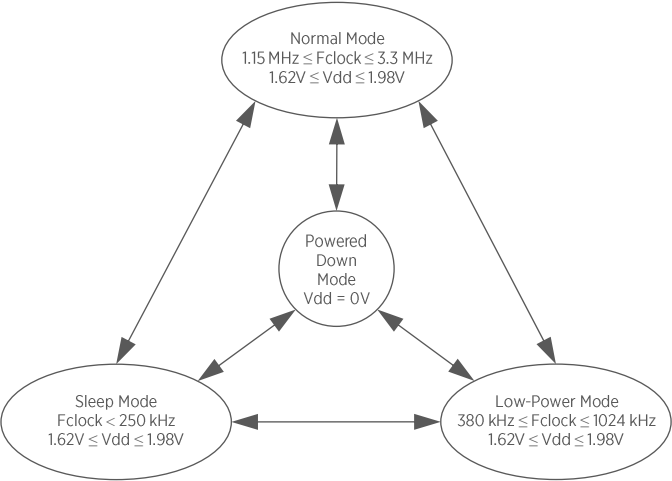 Normal Mode
1.15 MHz ≤ Fclock ≤ 3.3 MHz
1.62V ≤ Vdd ≤ 1.98V
Powered
Down
Mode
Vdd = 0V
Sleep Mode
Fclock < 250 kHz
1.62V ≤ Vdd ≤ 1.98V
Low-Power Mode
380 kHz ≤ Fclock ≤ 1024 kHz
1.62V ≤ Vdd ≤ 1.98V